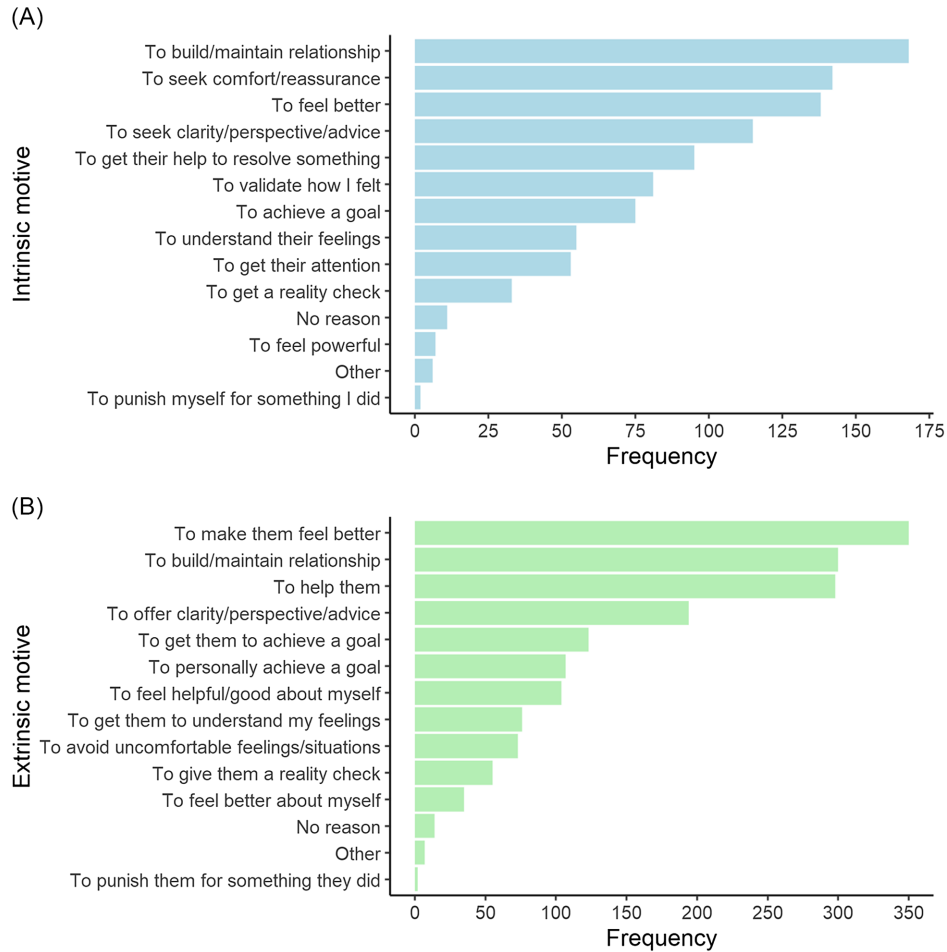 (A)
Intrinsic motive
To build/maintain relationship
To seek comfort/reassurance
To feel better
To seek clarity/perspective/advice
To get their help to resolve something
To validate how I felt
To achieve a goal
To understand their feelings
To get their attention
To get a reality check
No reason
To feel powerful
Other
To punish myself for something I did
0 25 50 75 100 125 150 175
Frequency
(B)
Extrinsic motive
To make them feel better
To build/maintain relationship
To help them
To offer clarity/perspective/advice
To get them to achieve a goal
To personally achieve a goal
To feel helpful/good about myself
To get them to understand my feelings
To avoid uncomfortable feelings/situations
To give them a reality check
To feel better about myself
No reason
Other
To punish them for something they did
0 50 100 150 200 250 300 350
Frequency